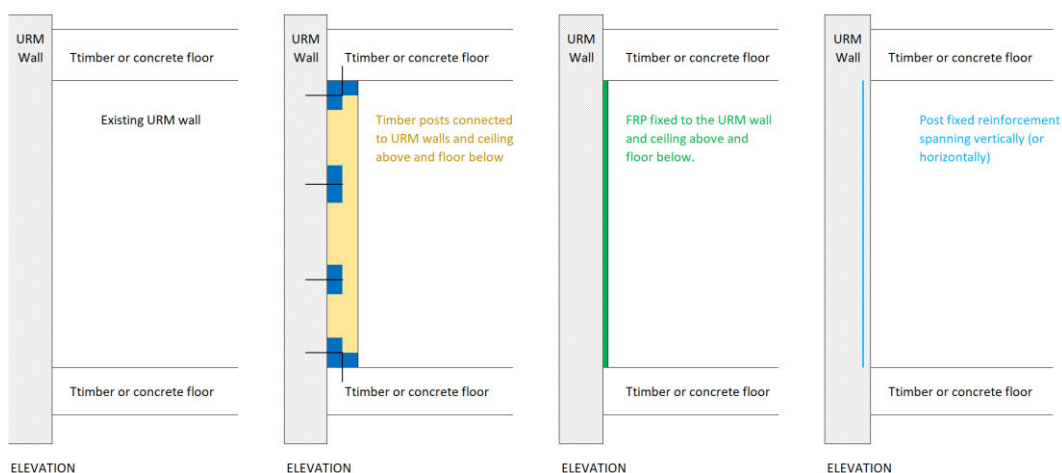 URM
Wall
Ttimber or concrete floor
Existing URM wall
Ttimber or concrete floor
ELEVATION
URM
Wall
Ttimber or concrete floor
Timber posts connected
to URM walls and ceiling
above and floor below
Ttimber or concrete floor
ELEVATION
URM
Wall
Ttimber or concrete floor
FRP fixed to the URM wall
and ceiling above and
floor below.
Ttimber or concrete floor
ELEVATION
URM
Wall
Ttimber or concrete floor
Post fixed reinforcement
spanning vertically (or
horizontally)
Ttimber or concrete floor
ELEVATION